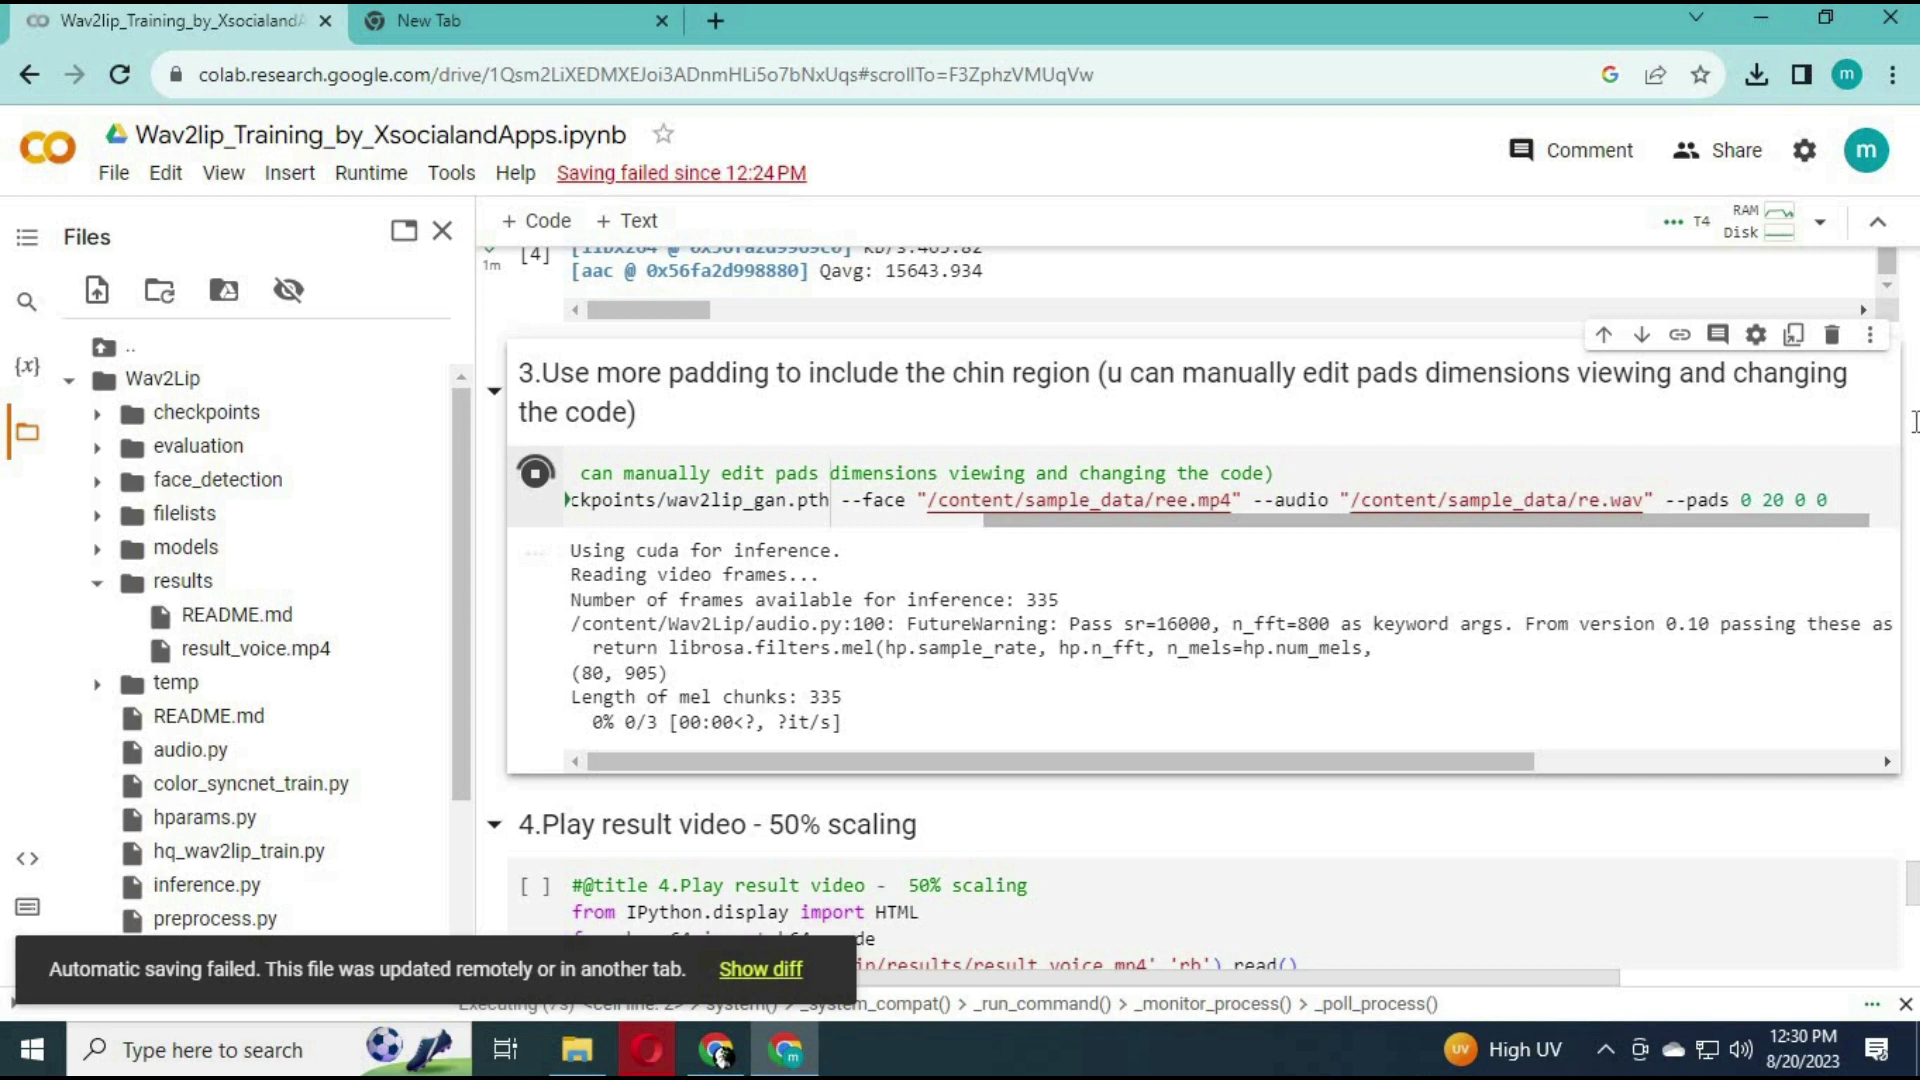 Wav2lip_Training_by_XsocialandA
New Tab
colab.research.google.com/drive/1Qsm2LiXEDMXEJoi3ADnmHLi5o7bNxUqs#scrollTo=F3ZphzVMUqVw
m
Wav2lip_Training_by_XsocialandApps.ipynb
Comment
Share
m
File Edit View Insert Runtime Tools Help Saving failed since 12:24 PM
Files
+ Code + Text
T4
RAM
Disk
[4]
1m
[aac @ 0x56fa2d998880] Qavg: 15643.934
..
Wav2Lip
checkpoints
evaluation
face_detection
filelists
models
results
README.md
result_voice.mp4
temp
README.md
audio.py
color_syncnet_train.py
hparams.py
hq_wav2lip_train.py
inference.py
preprocess.py
{x}
3.Use more padding to include the chin region (u can manually edit pads dimensions viewing and changing
the code)
can manually edit pads dimensions viewing and changing the code)
ckpoints/wav2lip_gan.pth --face "/content/sample_data/ree.mp4" --audio "/content/sample_data/re.wav" --pads 0 20 0 0
Using cuda for inference.
Reading video frames...
Number of frames available for inference: 335
/content/Wav2Lip/audio.py:100: FutureWarning: Pass sr=16000, n_fft=800 as keyword args. From version 0.10 passing these as
return librosa.filters.mel(hp.sample_rate, hp.n_fft, n_mels=hp.num_mels,
(80, 905)
Length of mel chunks: 335
0% 0/3 [00:00<?, ?it/s]
4.Play result video - 50% scaling
[ ] #@title 4.Play result video - 50% scaling
from IPython.display import HTML
de
ip/results/result_voice.mp4','rb').read()
Automatic saving failed. This file was updated remotely or in another tab. Show diff
_system_compat() > _run_command() > _monitor_process() > _poll_process()
Type here to search
UV
High UV
12:30 PM
8/20/2023